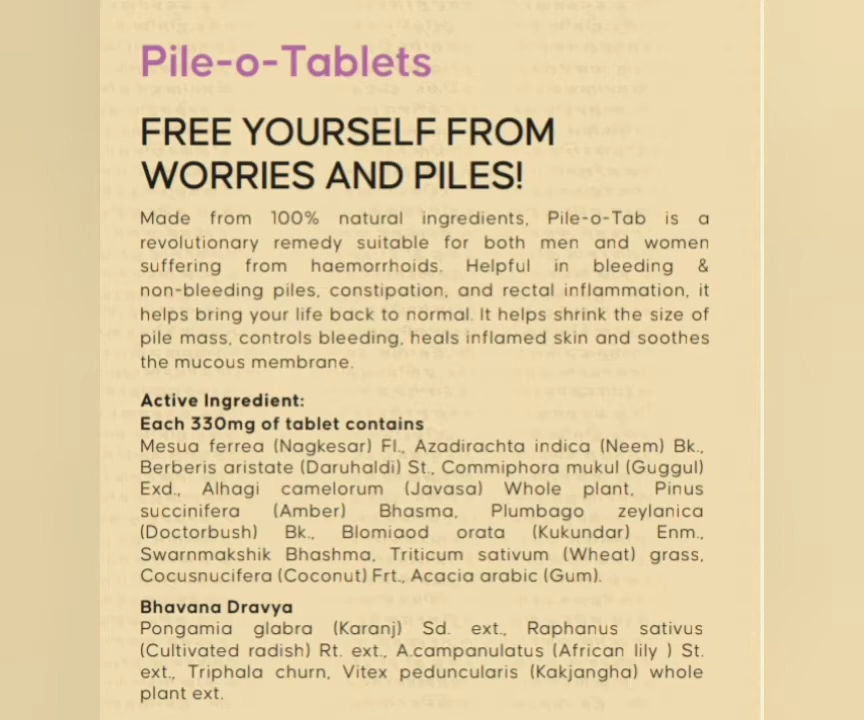 Pile-o-Tablets
FREE YOURSELF FROM
WORRIES AND PILES!
Made from 100% natural ingredients, Pile-o-Tab is a
revolutionary remedy suitable for both men and women
suffering from haemorrhoids. Helpful in bleeding &
non-bleeding piles, constipation, and rectal inflammation, it
helps bring your life back to normal. It helps shrink the size of
pile mass, controls bleeding, heals inflamed skin and soothes
the mucous membrane.
Active Ingredient:
Each 330mg of tablet contains
Mesua ferrea (Nagkesar) Fl., Azadirachta indica (Neem) Bk.,
Berberis aristate (Daruhaldi) St., Commiphora mukul (Guggul)
Exd., Alhagi camelorum (Javasa) Whole plant, Pinus
succinifera (Amber) Bhasma, Plumbago zeylanica
(Doctorbush) Bk., Blomiaod orata (Kukundar) Enm.,
Swarnmakshik Bhashma, Triticum sativum (Wheat) grass,
Cocusnucifera (Coconut) Frt., Acacia arabic (Gum).
Bhavana Dravya
Pongamia glabra (Karanj) Sd. ext., Raphanus sativus
(Cultivated radish) Rt. ext., A.campanulatus (African lily ) St.
ext., Triphala churn, Vitex peduncularis (Kakjangha) whole
plant ext.